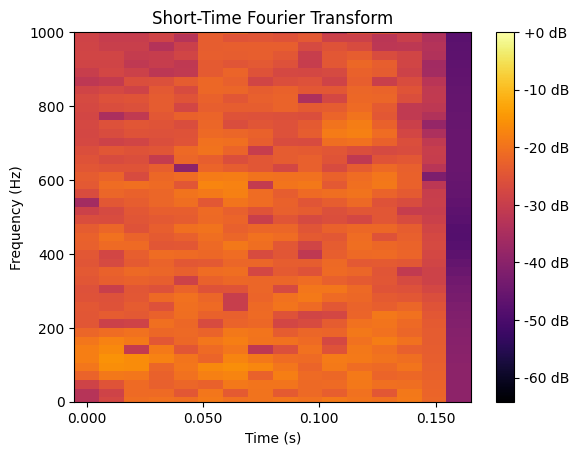 Short-Time Fourier Transform
Frequency (Hz)
1000
800
600
400
200
0
0.000
0.050
0.100
0.150
Time (s)
+0 dB
-10 dB
-20 dB
-30 dB
-40 dB
-50 dB
-60 dB